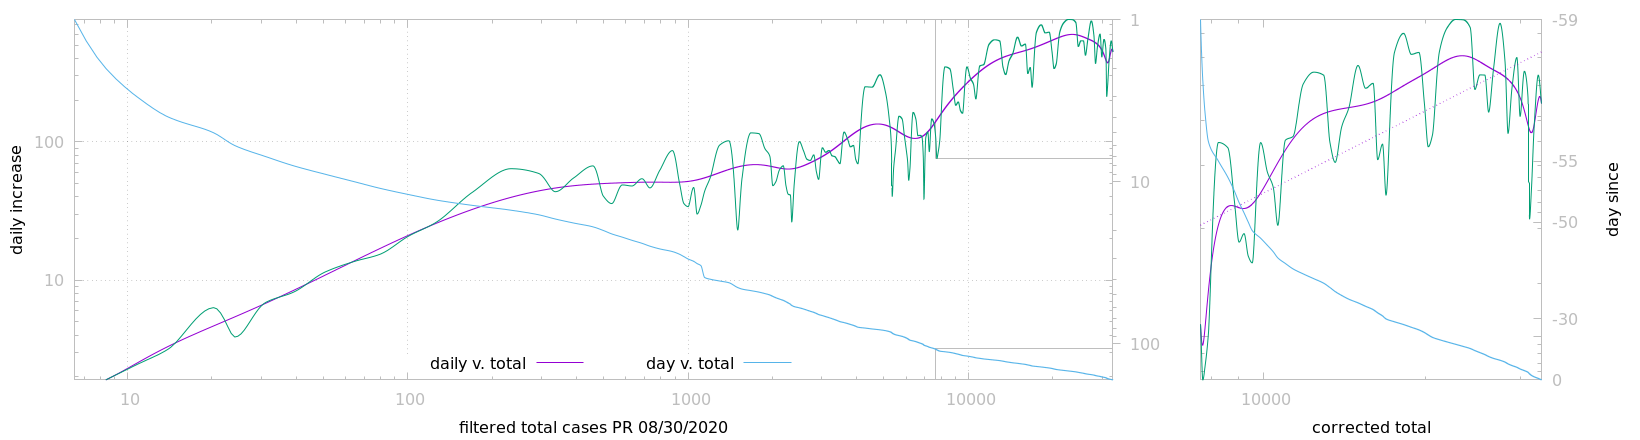 1
-59
100
-55
10
-50
10
-30
100
0
daily v. total
day v. total
10
100
1000
10000
10000
daily increase
day since
filtered total cases PR 08/30/2020
corrected total